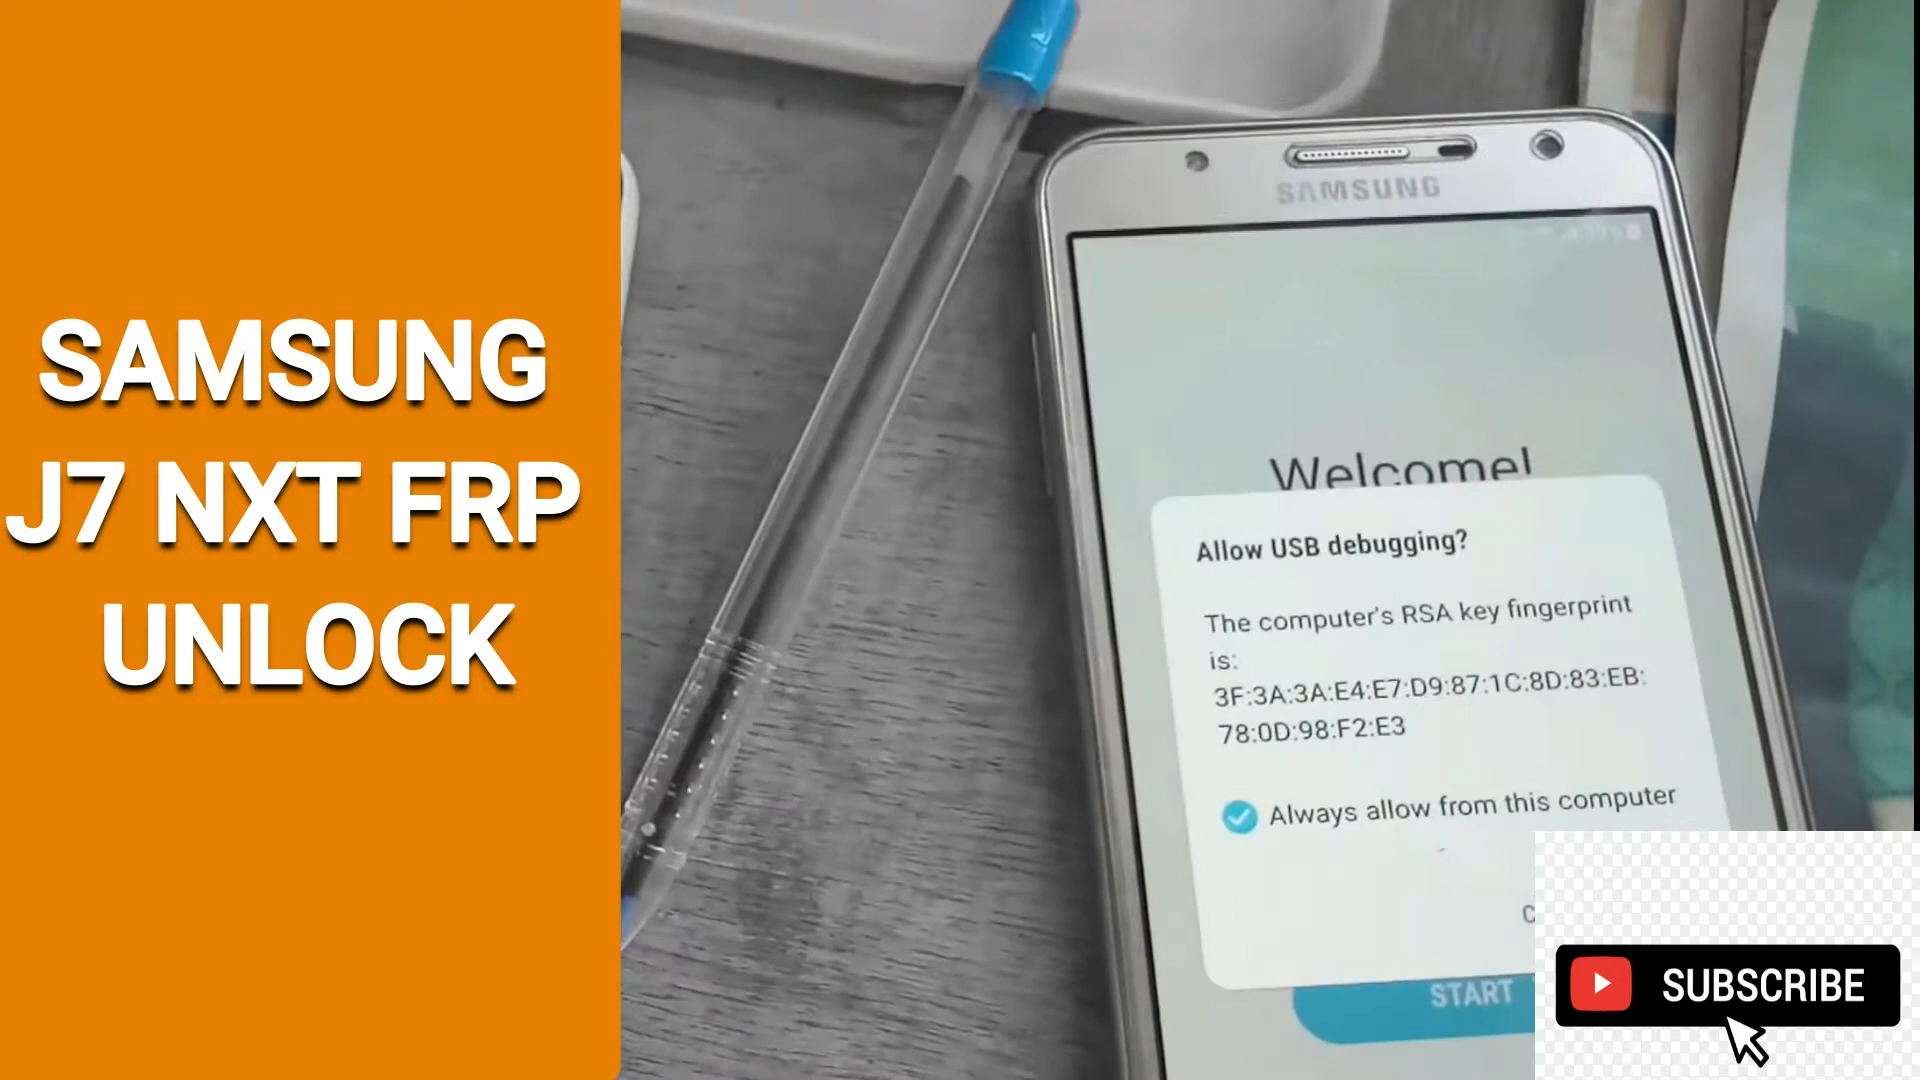 SAMSUNG
J7 NXT FRP
UNLOCK
SAMSUNG
Welcome!
Allow USB debugging?
The computer's RSA key fingerprint
is:
3F:3A:3A:E4:E7:D9:87:1C:8D:83:EB:
78:0D:98:F2:E3
Always allow from this computer
START
SUBSCRIBE